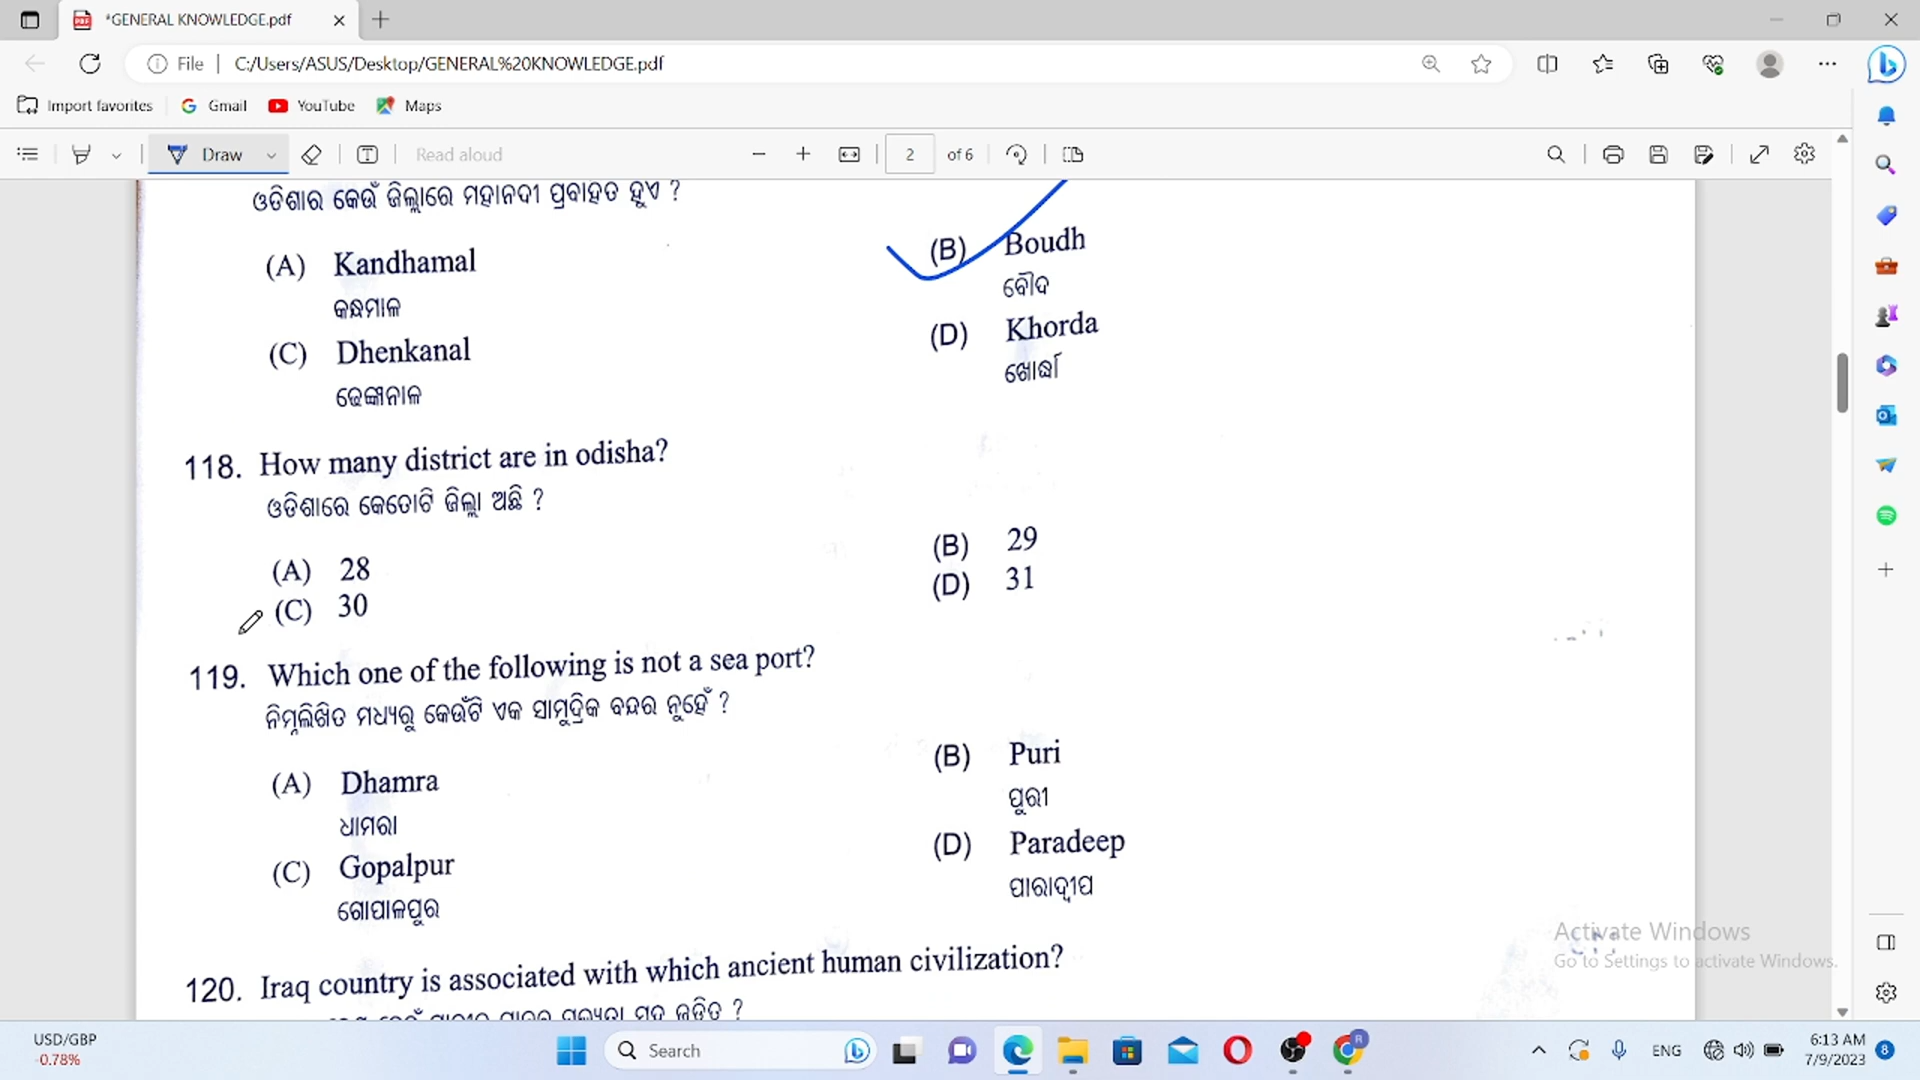 *GENERAL KNOWLEDGE.pdf
File
C:/Users/ASUS/Desktop/GENERAL%20KNOWLEDGE.pdf
Import favorites
Gmail
YouTube
Maps
Draw
Read aloud
2
of 6
ଓଡିଶାର କେଉଁ ଜିଲ୍ଲାରେ ମହାନଦୀ ପ୍ରବାହତ ହୁଏ ?
(A) Kandhamal
କନ୍ଧମାଳ
(B) Boudh
ବୌଦ
(C) Dhenkanal
ଢେଙ୍କାନାଳ
(D) Khorda
ଖୋର୍ଦ୍ଧା
118. How many district are in odisha?
ଓଡିଶାରେ କେତୋଟି ଜିଲ୍ଲା ଅଛି ?
(A) 28
(B) 29
(C) 30
(D) 31
119. Which one of the following is not a sea port?
ନିମ୍ନଲିଖିତ ମଧ୍ୟରୁ କେଉଁଟି ଏକ ସାମୁଦ୍ରିକ ବନ୍ଦର ନୁହେଁ ?
(A) Dhamra
ଧାମରା
(B) Puri
ପୁରୀ
(C) Gopalpur
ଗୋପାଳପୁର
(D) Paradeep
ପାରାଦ୍ୱୀପ
120. Iraq country is associated with which ancient human civilization?
Activate Windows
Go to Settings to activate Windows.
USD/GBP
-0.78%
Search
ENG
6:13 AM
7/9/2023
8